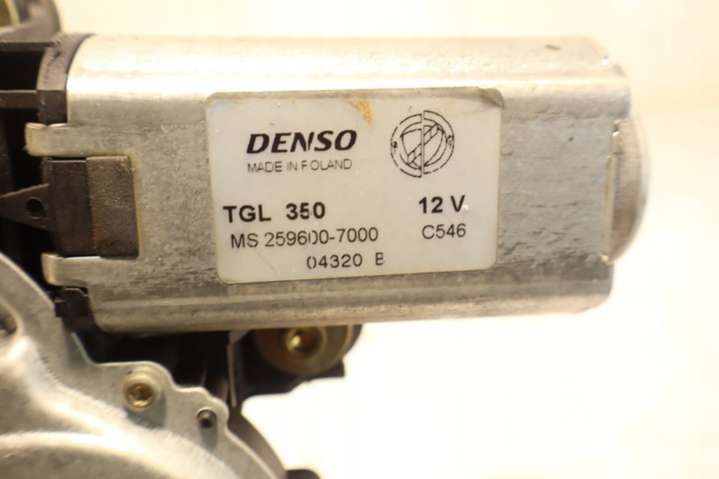 DENSO
MADE IN POLAND
TGL 350 12 V.
MS 259600-7000 C546
04320 B